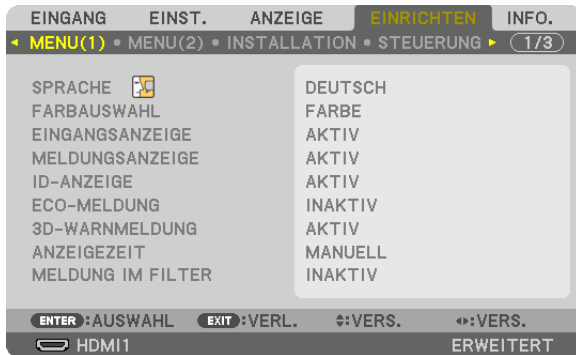 EINGANG EINST. ANZEIGE EINRICHTEN INFO.
MENU(1) • MENU(2) • INSTALLATION • STEUERUNG 1/3
SPRACHE DEUTSCH
FARBAUSWAHL FARBE
EINGANGSANZEIGE AKTIV
MELDUNGSANZEIGE AKTIV
ID-ANZEIGE AKTIV
ECO-MELDUNG INAKTIV
3D-WARNMELDUNG AKTIV
ANZEIGEZEIT MANUELL
MELDUNG IM FILTER INAKTIV
ENTER:AUSWAHL EXIT:VERL. :VERS. :VERS.
HDMI1 ERWEITERT